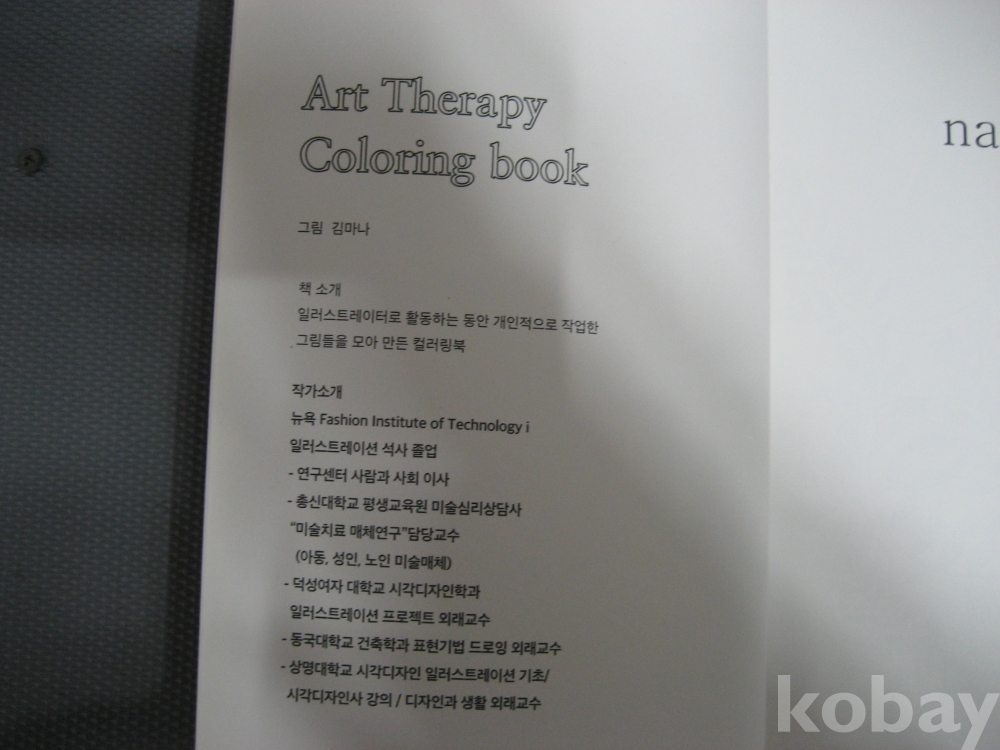 Art Therapy
Coloring book
그림 김마나
책 소개
일러스트레이터로 활동하는 동안 개인적으로 작업한
그림들을 모아 만든 컬러링북
작가소개
뉴욕 Fashion Institute of Technology i
일러스트레이션 석사 졸업
- 연구센터 사람과 사회 이사
- 총신대학교 평생교육원 미술심리상담사
“미술치료 매체연구”담당교수
(아동, 성인, 노인 미술매체)
- 덕성여자 대학교 시각디자인학과
일러스트레이션 프로젝트 외래교수
- 동국대학교 건축학과 표현기법 드로잉 외래교수
- 상명대학교 시각디자인 일러스트레이션 기초/
시각디자인사 강의 / 디자인과 생활 외래교수
na
kobay